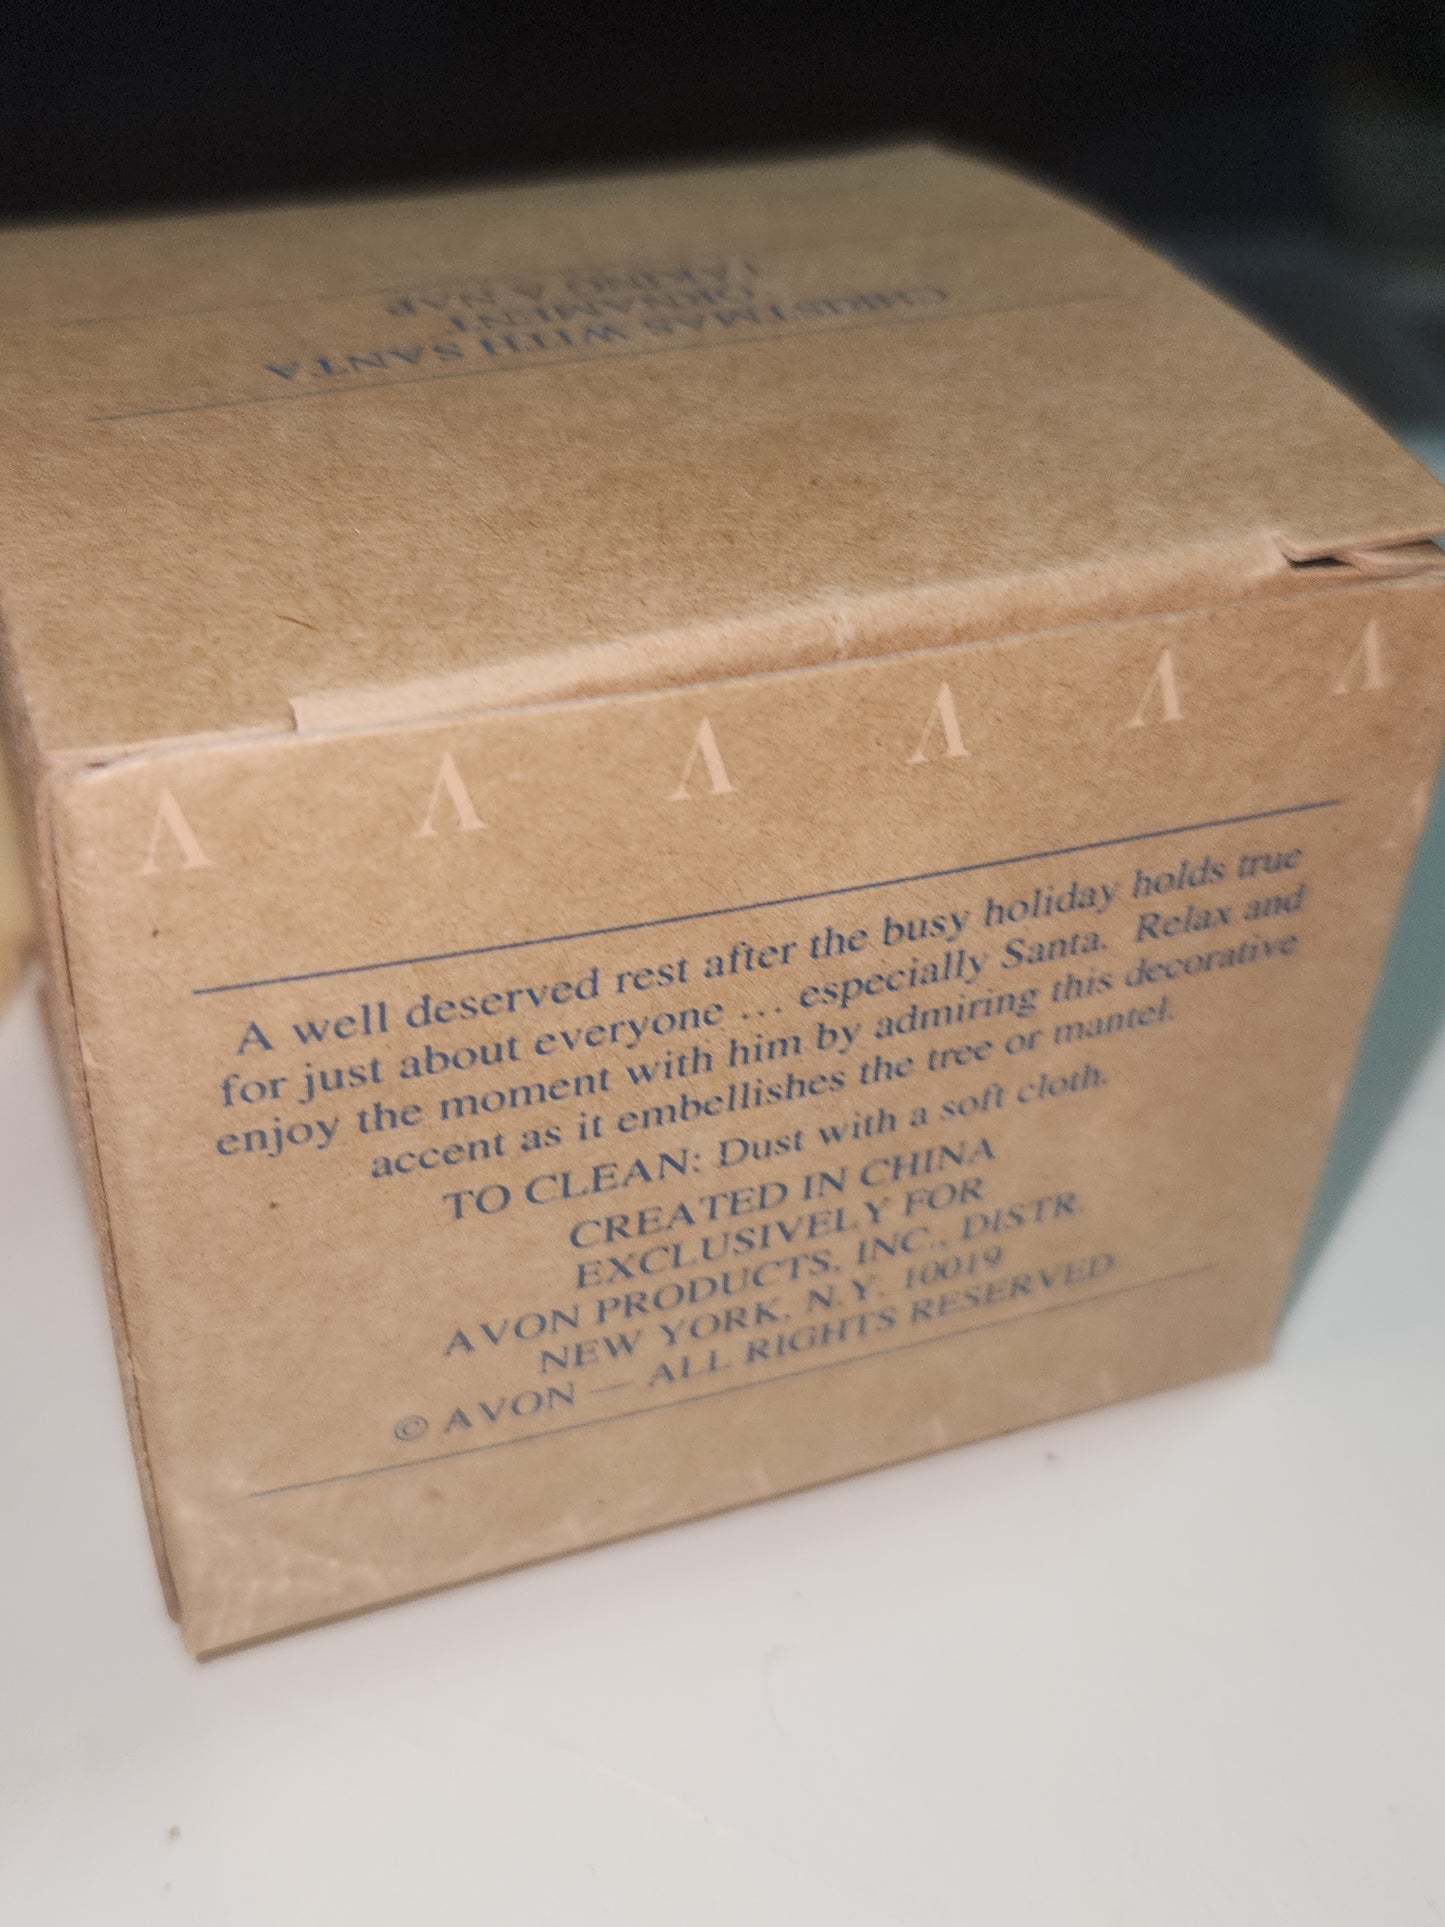 CHRISTMAS WITH SANTA
ORNAMENT
TAKING A NAP
V V V V V V
A well deserved rest after the busy holiday holds true
for just about everyone ... especially Santa. Relax and
enjoy the moment with him by admiring this decorative
accent as it embellishes the tree or mantel.
TO CLEAN: Dust with a soft cloth.
CREATED IN CHINA
EXCLUSIVELY FOR
AVON PRODUCTS, INC., DISTR.
NEW YORK, N.Y. 10019
© AVON — ALL RIGHTS RESERVED